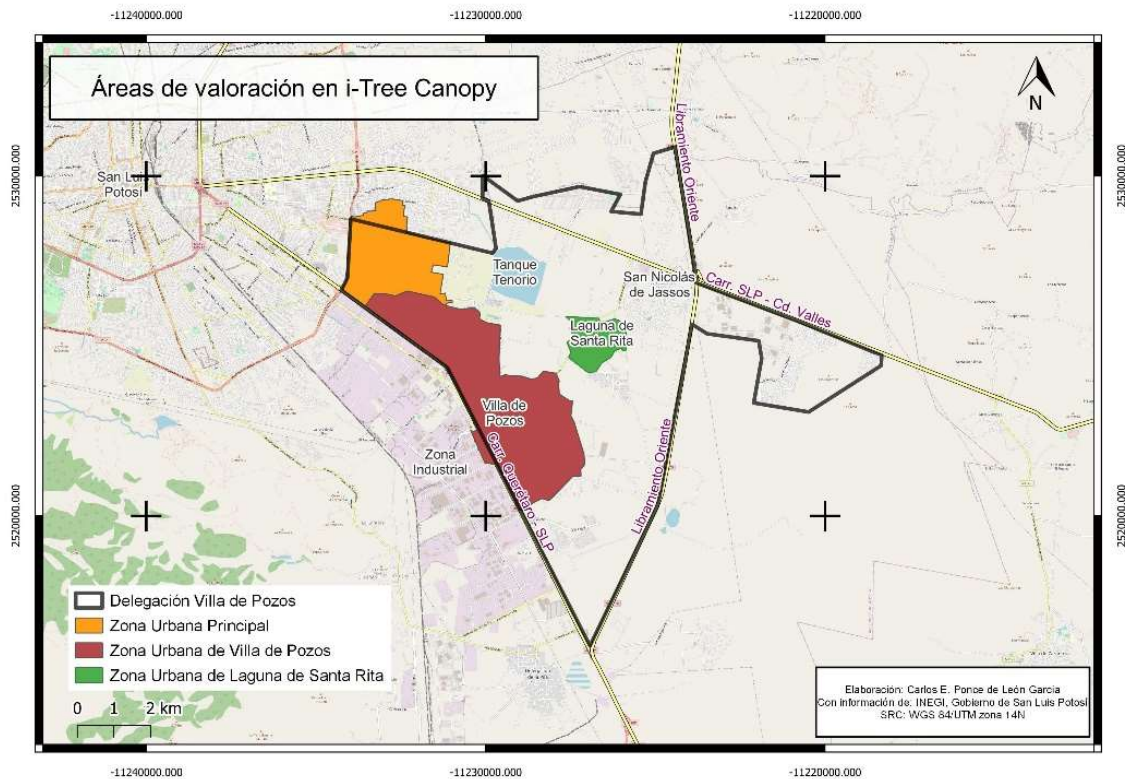 -11240000.000
-11230000.000
-11220000.000
Áreas de valoración en i-Tree Canopy
N
2530000.000
2530000.000
San Luis
Potosí
Libramiento Oriente
Tanque
Tenorio
San Nicolás
de Jassos
Carr. SLP - Cd. Valles
Laguna de
Santa Rita
Villa de
Pozos
Zona
Industrial
Carr. Querétaro - SLP
Libramiento Oriente
2520000.000
2520000.000
Delegación Villa de Pozos
Zona Urbana Principal
Zona Urbana de Villa de Pozos
Zona Urbana de Laguna de Santa Rita
0 1 2 km
Elaboración: Carlos E. Ponce de León García
Con información de: INEGI, Gobierno de San Luis Potosí
SRC: WGS 84/UTM zona 14N
-11240000.000
-11230000.000
-11220000.000